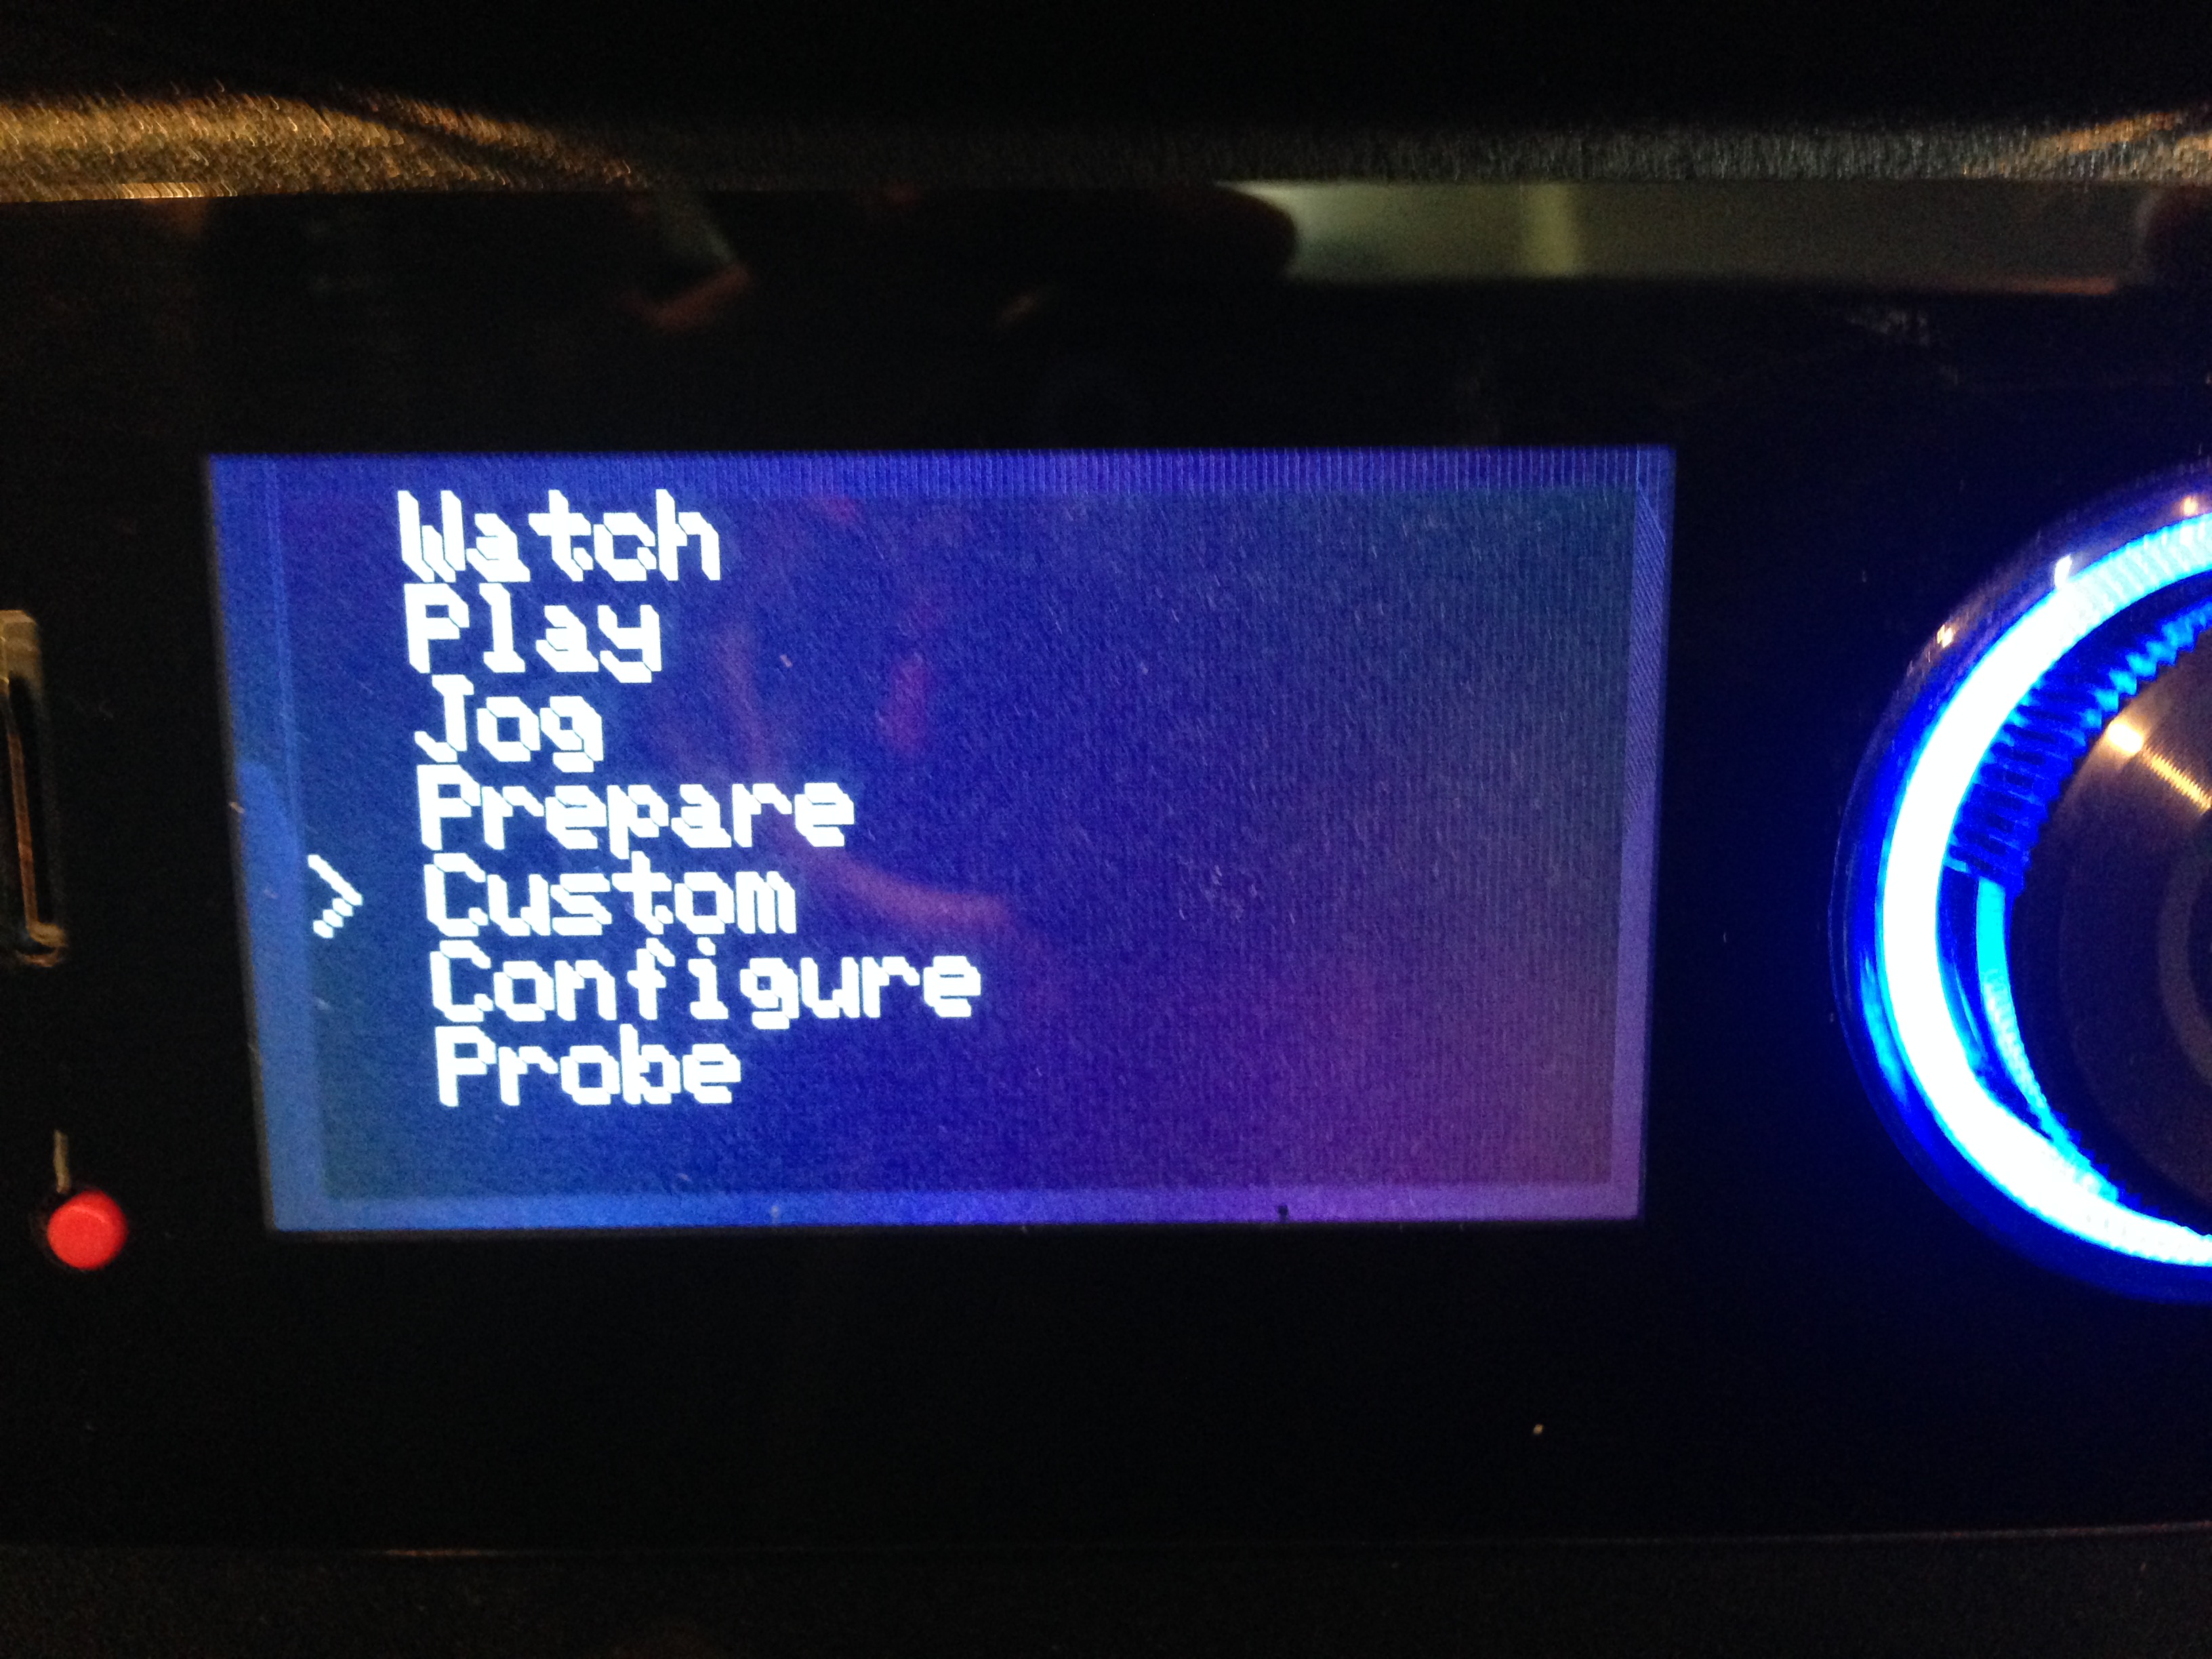 Watch
Play
Jog
Prepare
> Custom
Configure
Probe